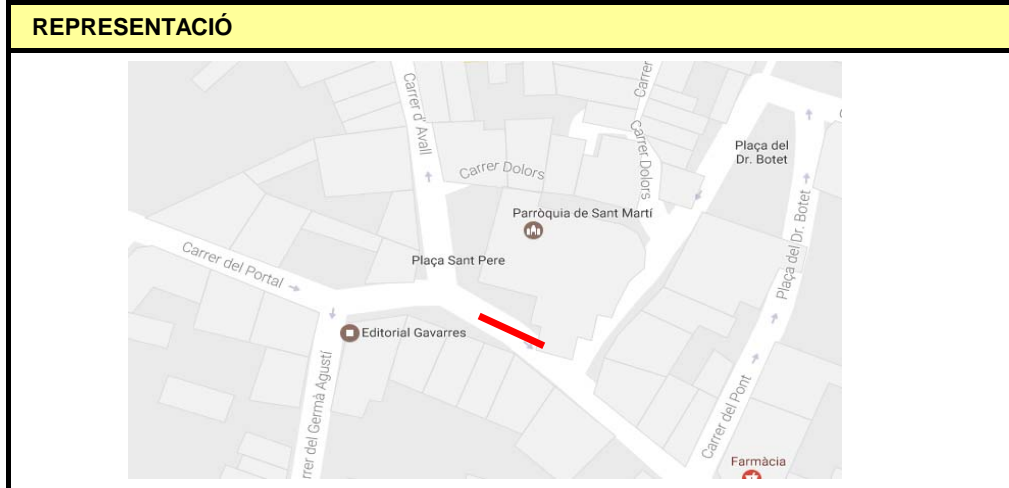 REPRESENTACIÓ
Carrer
Carrer d' Avall
Carrer Dolors
Carrer Dolors
Plaça del
Dr. Botet
Parròquia de Sant Martí
Plaça Sant Pere
Plaça del Dr. Botet
Carrer del Portal
Editorial Gavarres
rrer del Germà Agustí
Carrer del Pont
Farmàcia